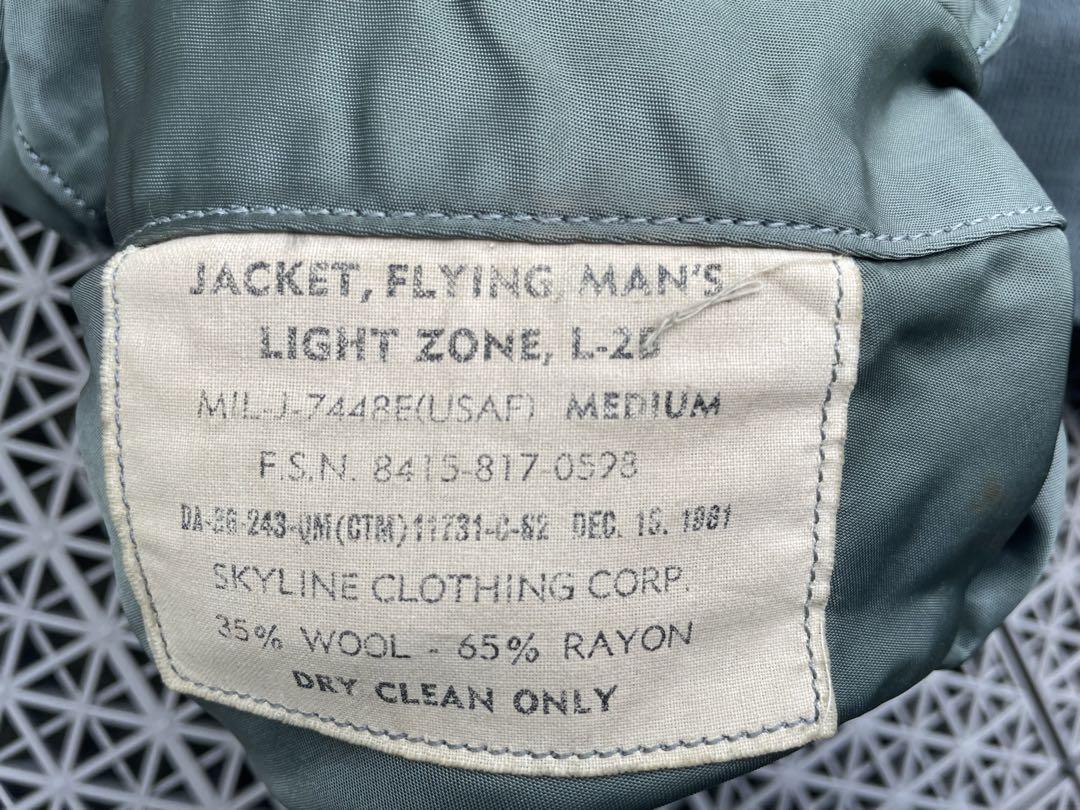 JACKET, FLYING, MAN'S
LIGHT ZONE, L-2B
MIL-J-7448E(USAF) MEDIUM
F.S.N. 8415-817-0598
DA-36-243-QM(CTM)11731-C-62 DEC. 15. 1961
SKYLINE CLOTHING CORP.
35% WOOL - 65% RAYON
DRY CLEAN ONLY